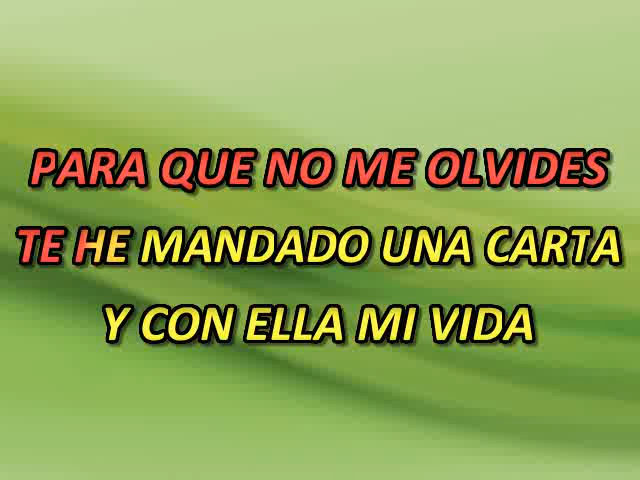 PARA QUE NO ME OLVIDES
TE HE MANDADO UNA CARTA
Y CON ELLA MI VIDA